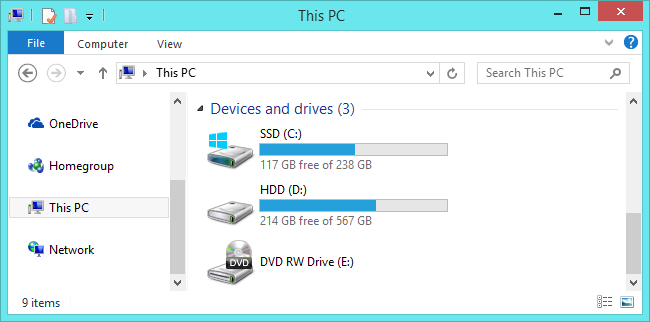 This PC
File Computer View
This PC
Search This PC
OneDrive
Homegroup
This PC
Network
Devices and drives (3)
SSD (C:)
117 GB free of 238 GB
HDD (D:)
214 GB free of 567 GB
DVD
DVD RW Drive (E:)
9 items